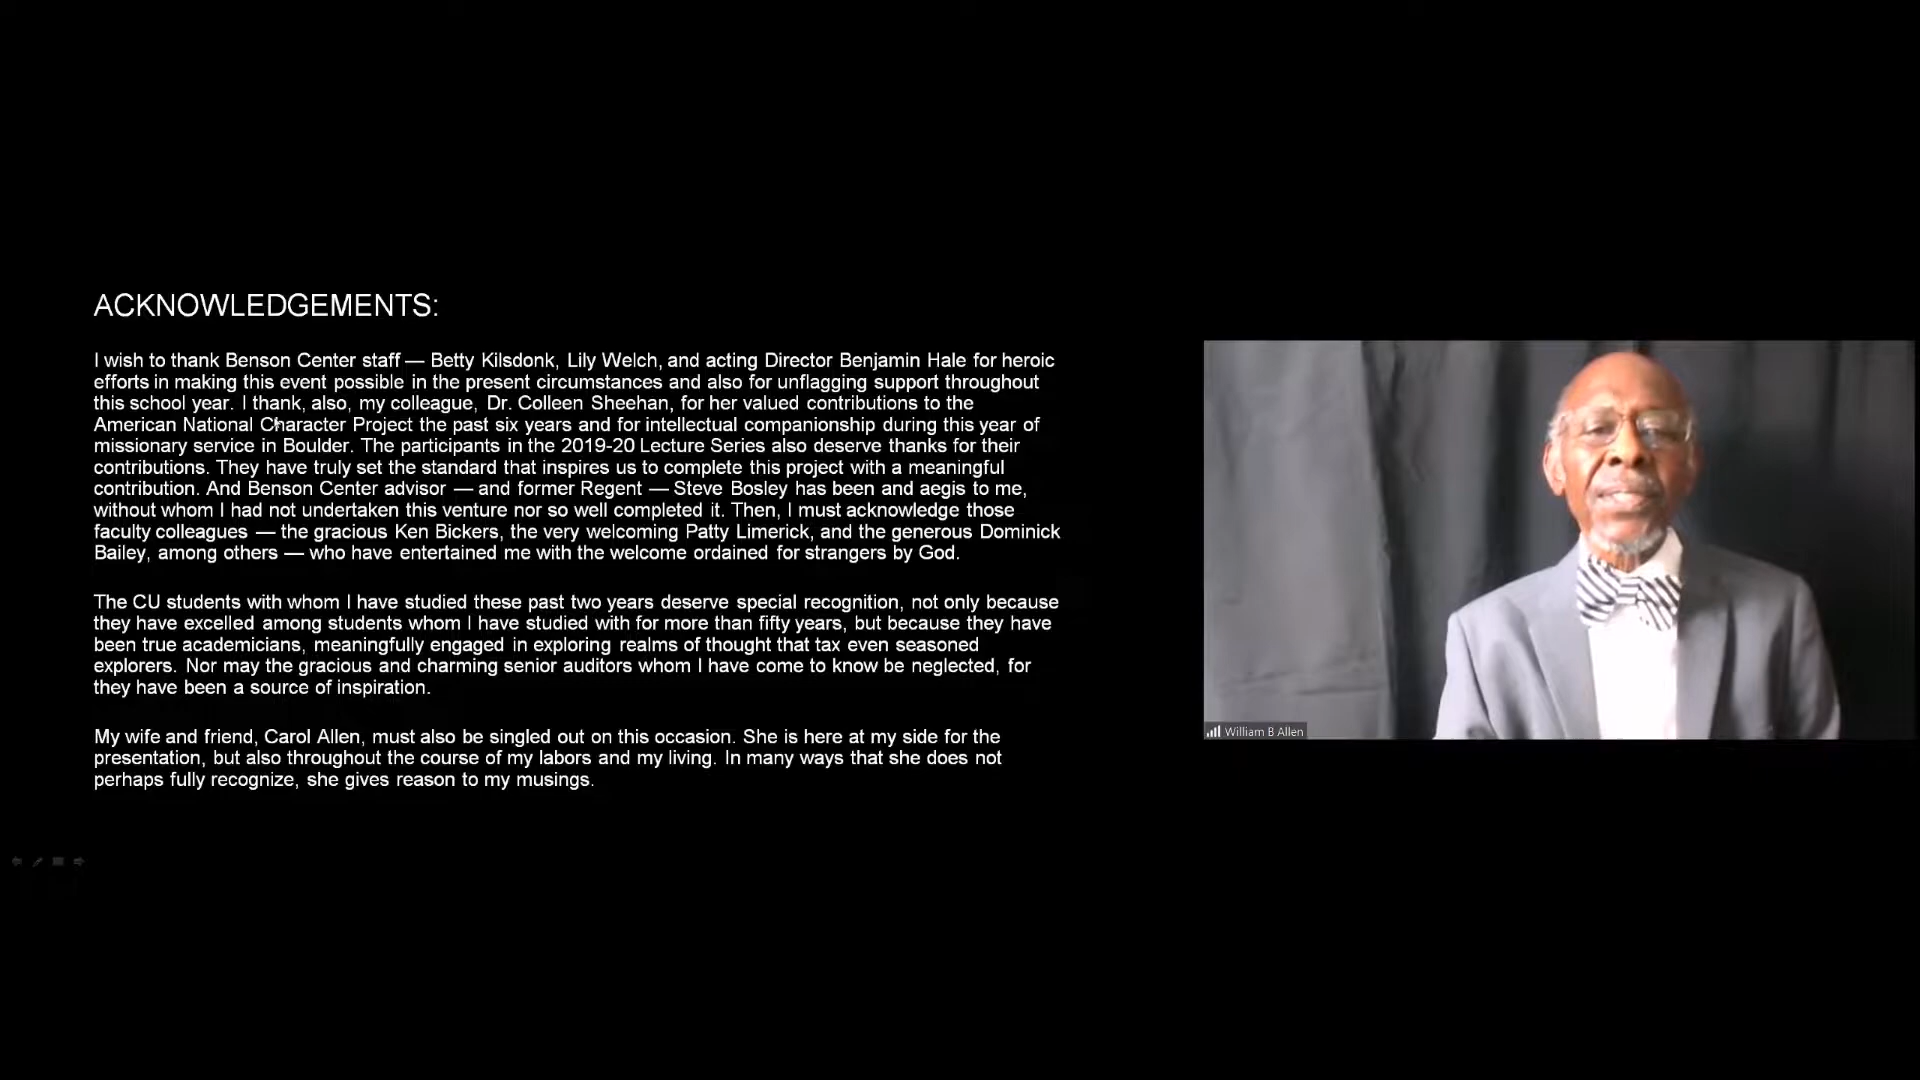 ACKNOWLEDGEMENTS:
I wish to thank Benson Center staff — Betty Kilsdonk, Lily Welch, and acting Director Benjamin Hale for heroic
efforts in making this event possible in the present circumstances and also for unflagging support throughout
this school year. I thank, also, my colleague, Dr. Colleen Sheehan, for her valued contributions to the
American National Character Project the past six years and for intellectual companionship during this year of
missionary service in Boulder. The participants in the 2019-20 Lecture Series also deserve thanks for their
contributions. They have truly set the standard that inspires us to complete this project with a meaningful
contribution. And Benson Center advisor — and former Regent — Steve Bosley has been and aegis to me,
without whom I had not undertaken this venture nor so well completed it. Then, I must acknowledge those
faculty colleagues — the gracious Ken Bickers, the very welcoming Patty Limerick, and the generous Dominick
Bailey, among others — who have entertained me with the welcome ordained for strangers by God.
The CU students with whom I have studied these past two years deserve special recognition, not only because
they have excelled among students whom I have studied with for more than fifty years, but because they have
been true academicians, meaningfully engaged in exploring realms of thought that tax even seasoned
explorers. Nor may the gracious and charming senior auditors whom I have come to know be neglected, for
they have been a source of inspiration.
My wife and friend, Carol Allen, must also be singled out on this occasion. She is here at my side for the
presentation, but also throughout the course of my labors and my living. In many ways that she does not
perhaps fully recognize, she gives reason to my musings.
William B Allen